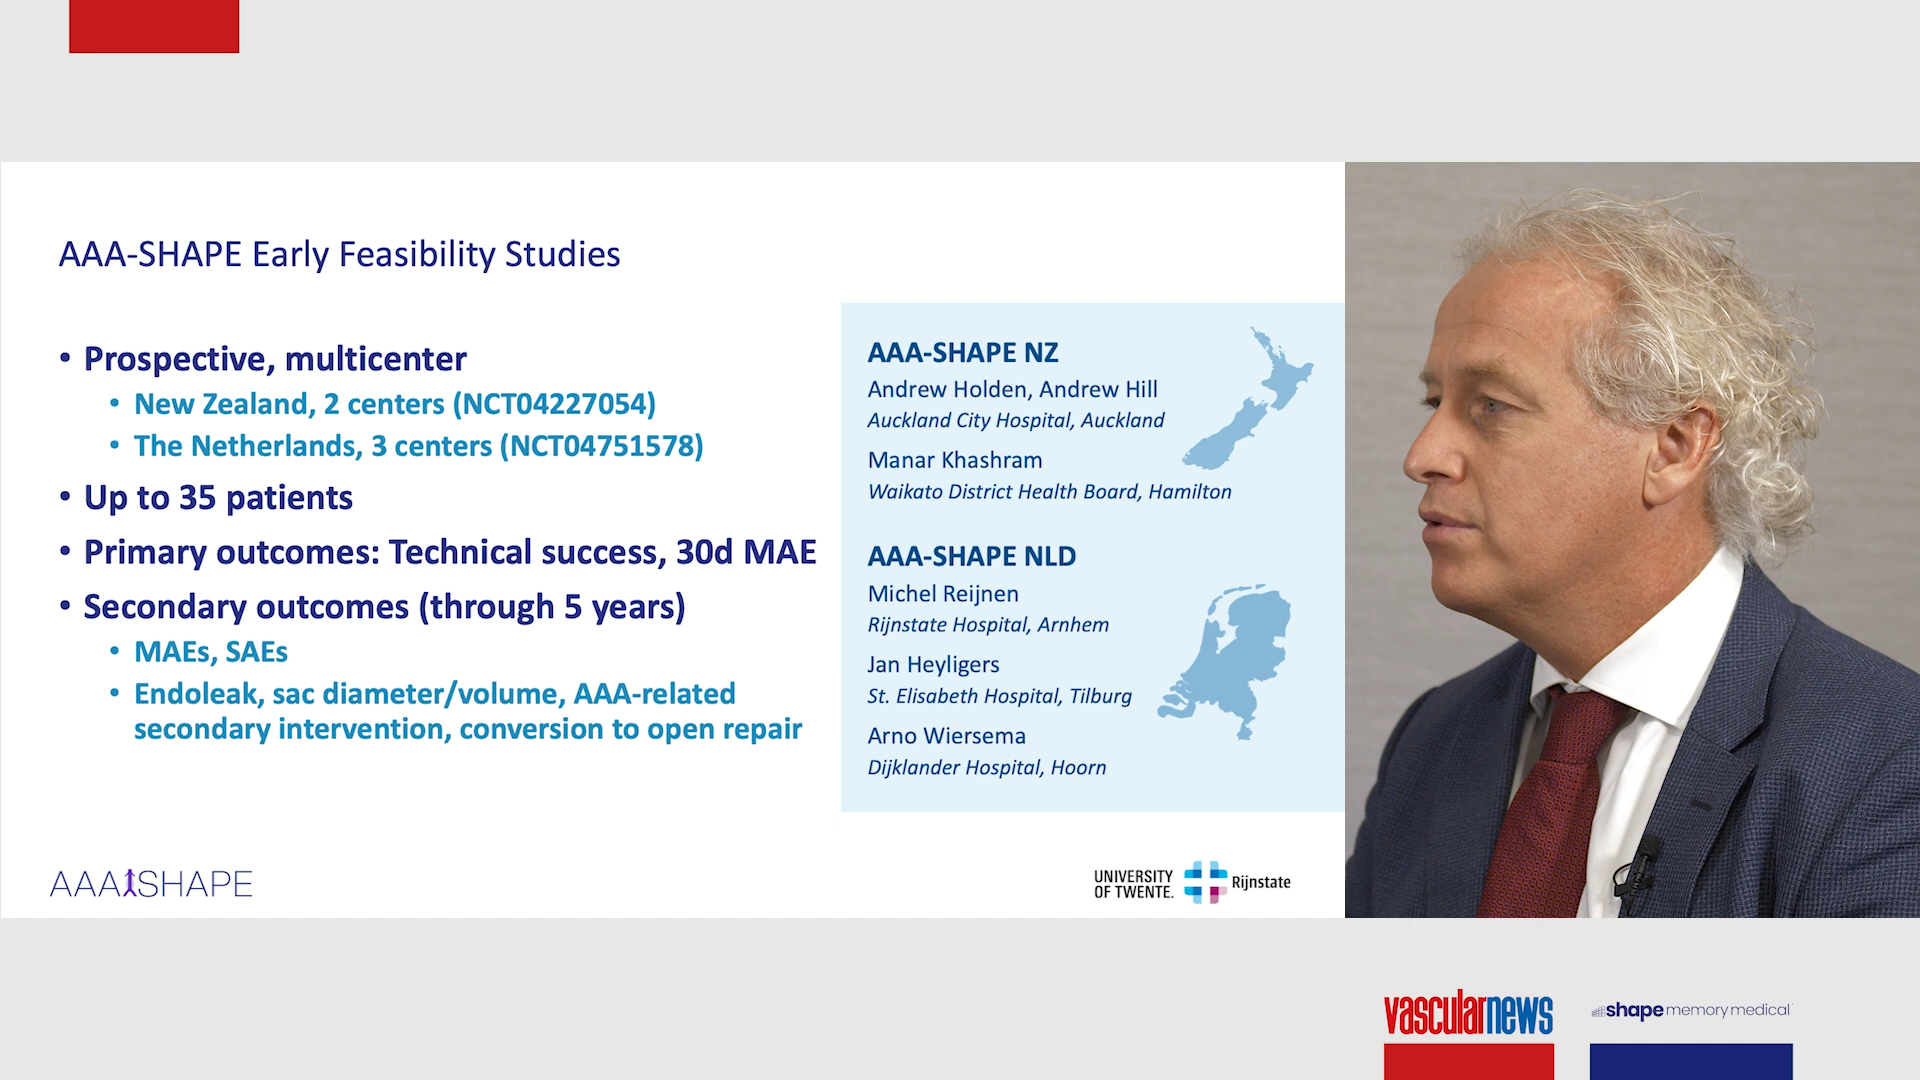 AAA-SHAPE Early Feasibility Studies
• Prospective, multicenter
• New Zealand, 2 centers (NCT04227054)
• The Netherlands, 3 centers (NCT04751578)
• Up to 35 patients
• Primary outcomes: Technical success, 30d MAE
• Secondary outcomes (through 5 years)
• MAEs, SAEs
• Endoleak, sac diameter/volume, AAA-related
secondary intervention, conversion to open repair
AAA-SHAPE NZ
Andrew Holden, Andrew Hill
Auckland City Hospital, Auckland
Manar Khashram
Waikato District Health Board, Hamilton
AAA-SHAPE NLD
Michel Reijnen
Rijnstate Hospital, Arnhem
Jan Heyligers
St. Elisabeth Hospital, Tilburg
Arno Wiersema
Dijklander Hospital, Hoorn
AAA SHAPE
UNIVERSITY
OF TWENTE.
Rijnstate
vascularnews
shape memory medical